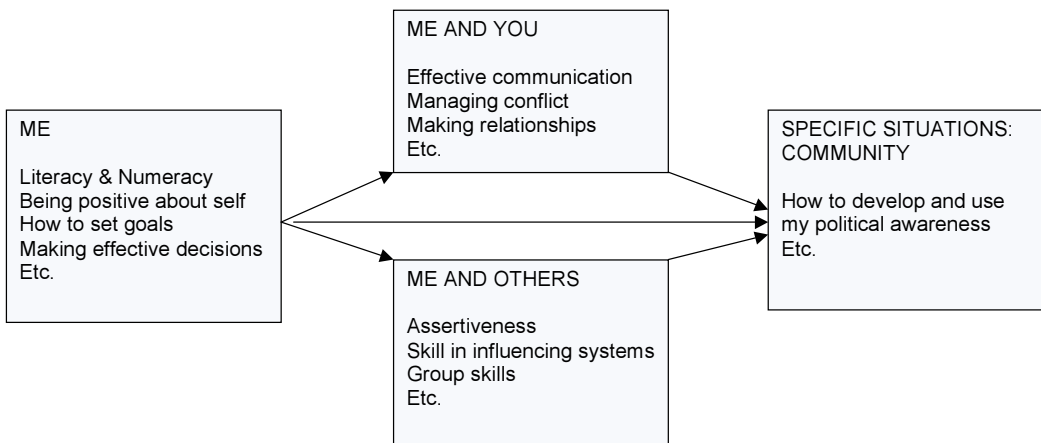 ME
Literacy & Numeracy
Being positive about self
How to set goals
Making effective decisions
Etc.
ME AND YOU
Effective communication
Managing conflict
Making relationships
Etc.
ME AND OTHERS
Assertiveness
Skill in influencing systems
Group skills
Etc.
SPECIFIC SITUATIONS:
COMMUNITY
How to develop and use
my political awareness
Etc.